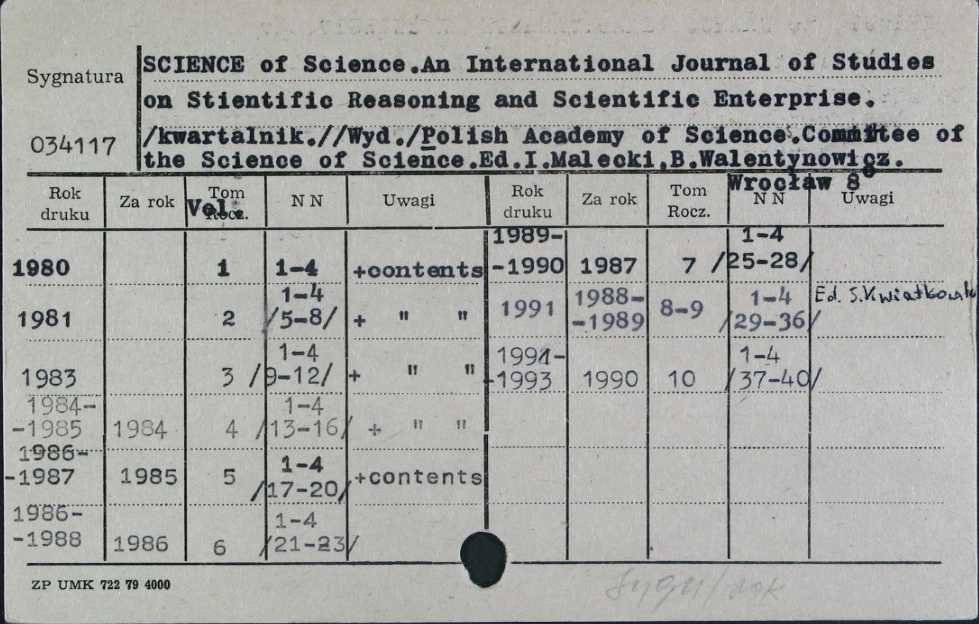 SCIENCE of Science.An International Journal of Studies
Sygnatura
on Stientific Reasoning and Scientific Enterprise.
034117
/kwartalnik.//Wyd./Polish Academy of Science.Committee of
the Science of Science.Ed.I.Malecki,B.Walentynowicz.
Wrocław 8°
Rok druku Za rok Tom Rocz. Vol. N N Uwagi Rok druku Za rok Tom Rocz. N N Uwagi
1980 1 1-4 +contents 1989-
-1990 1987 7 1-4 /25-28/
1981 2 1-4 /5-8/ + " " 1991 1988-
-1989 8-9 1-4 /29-36/ Ed. S.Kwiatkowski
1983 3 1-4 /9-12/ + " " 1991-
-1993 1990 10 1-4 /37-40/
1984-
-1985 1984 4 1-4 /13-16/ + " "
1986-
-1987 1985 5 1-4 /17-20/ +contents
1986-
-1988 1986 6 1-4 /21-23/
ZP UMK 722 79 4000